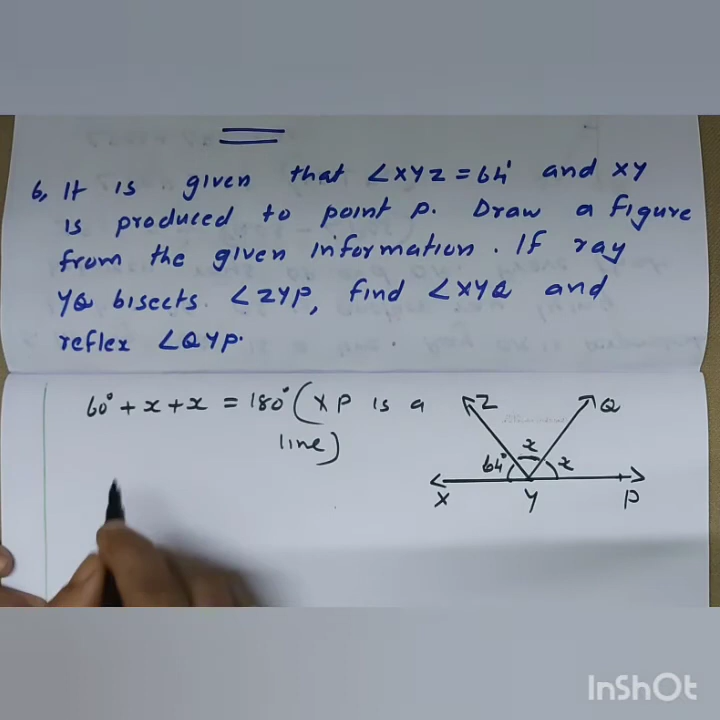 6, It is given that ∠XYZ = 64° and XY
is produced to point P. Draw a figure
from the given information. If ray
YQ bisects ∠ZYP, find ∠XYQ and
reflex ∠QYP.
60° + x + x = 180° (XP is a
line)
Z Q
64° x x
X Y P
InShOt